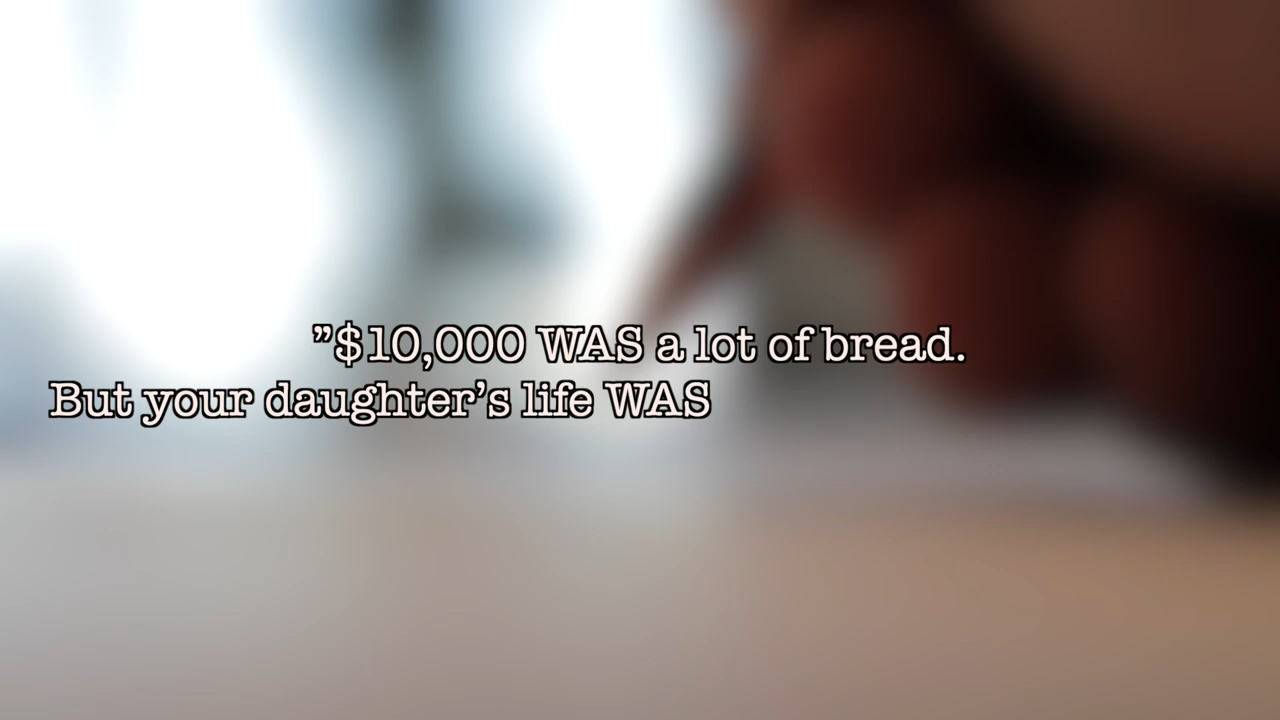 ”$10,000 WAS a lot of bread.
But your daughter’s life WAS